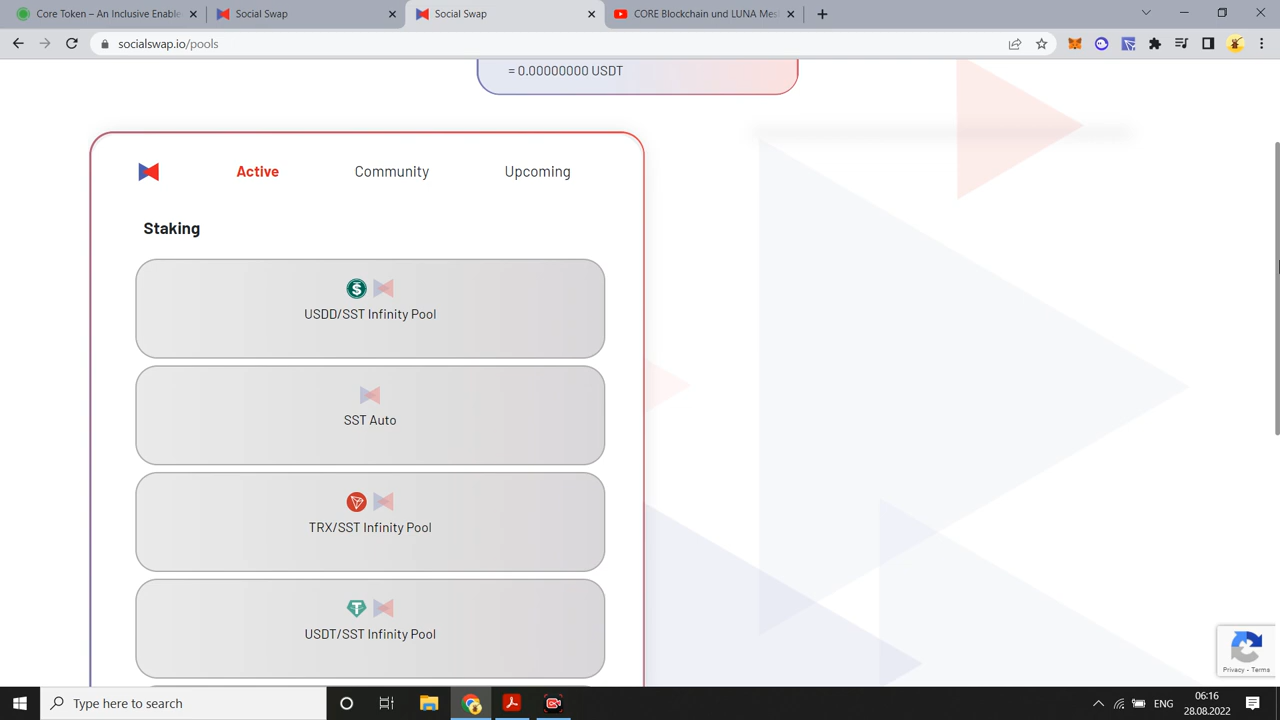 Core Token – An Inclusive Enable
Social Swap
Social Swap
CORE Blockchain und LUNA Mes
socialswap.io/pools
= 0.00000000 USDT
Active
Community
Upcoming
Staking
USDD/SST Infinity Pool
SST Auto
TRX/SST Infinity Pool
USDT/SST Infinity Pool
Privacy - Terms
Type here to search
ENG
06:16
28.08.2022